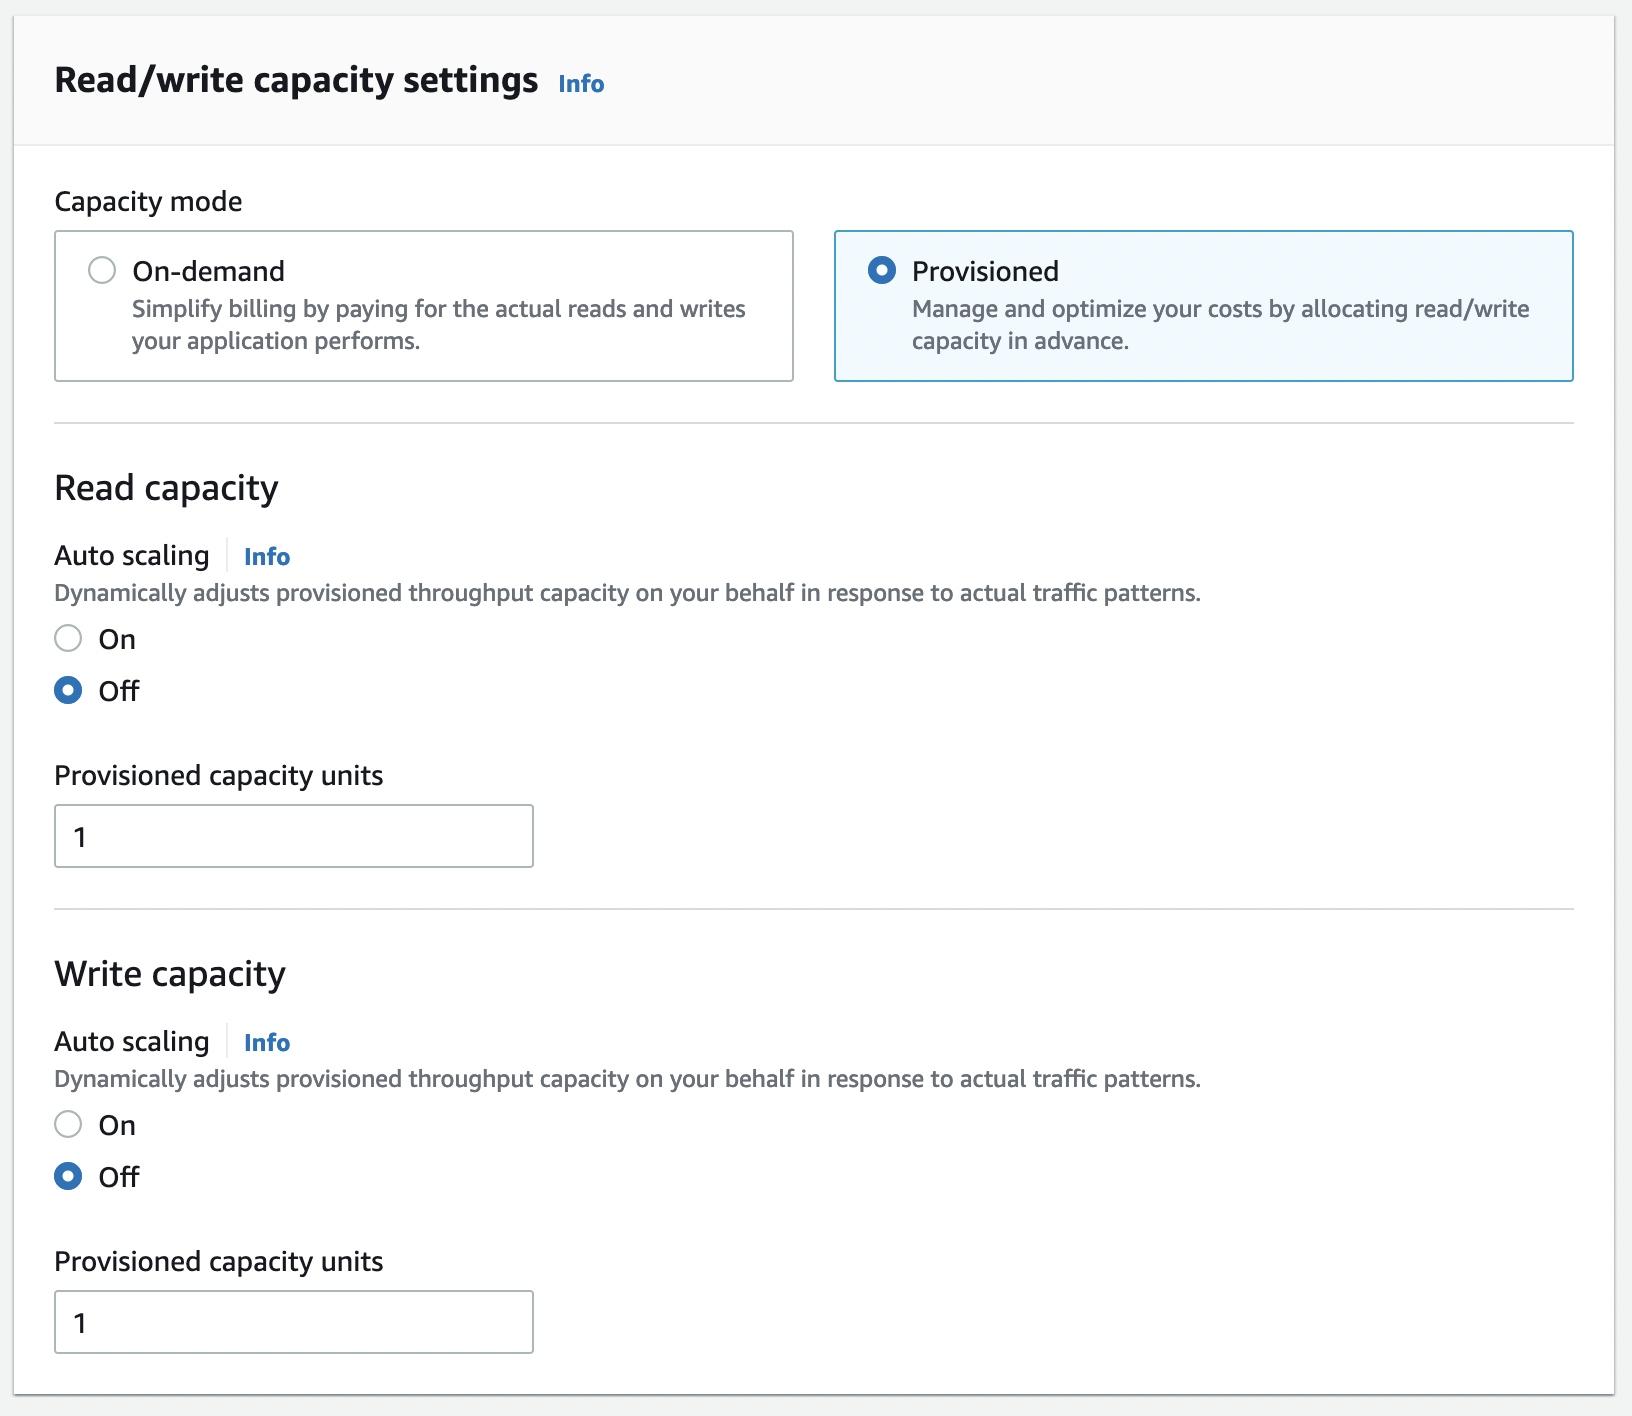 Read/write capacity settings Info
Capacity mode
On-demand
Simplify billing by paying for the actual reads and writes
your application performs.
Provisioned
Manage and optimize your costs by allocating read/write
capacity in advance.
Read capacity
Auto scaling Info
Dynamically adjusts provisioned throughput capacity on your behalf in response to actual traffic patterns.
On
Off
Provisioned capacity units
1
Write capacity
Auto scaling Info
Dynamically adjusts provisioned throughput capacity on your behalf in response to actual traffic patterns.
On
Off
Provisioned capacity units
1